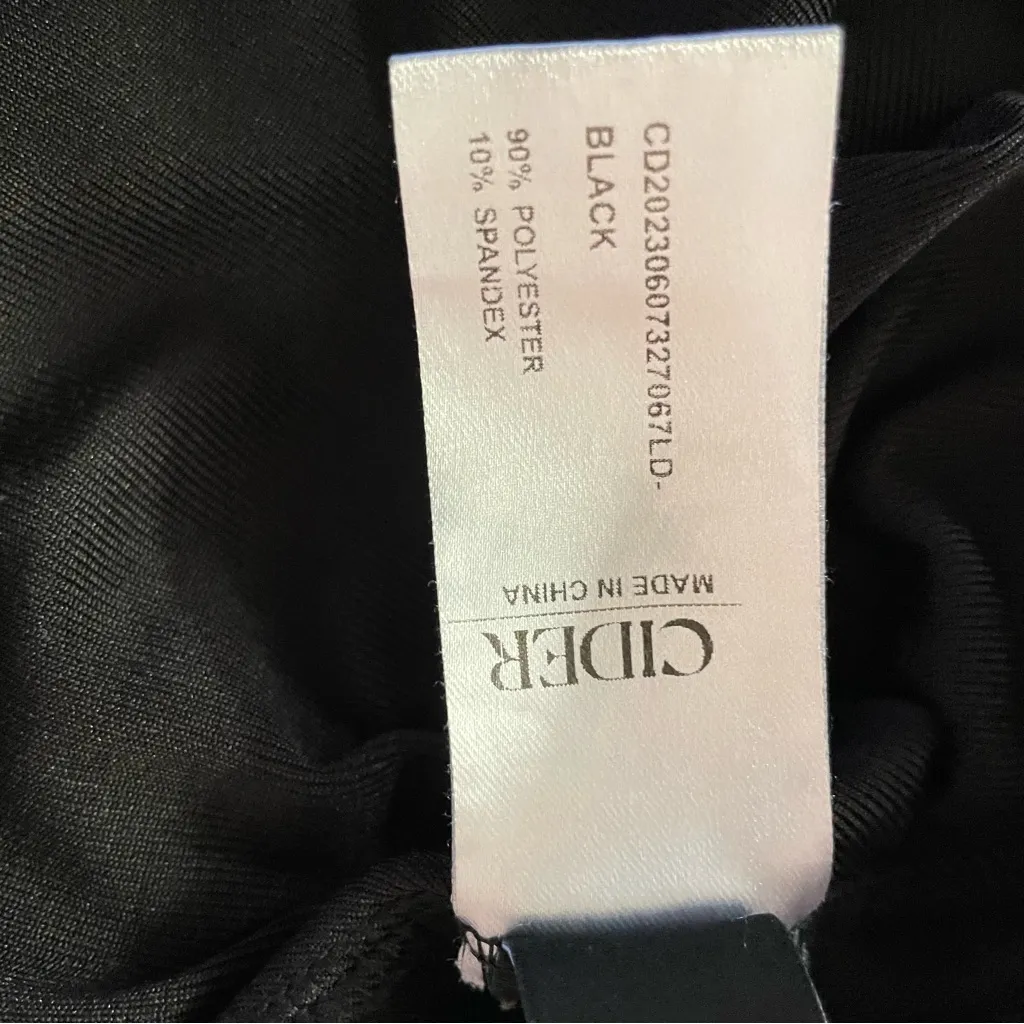 CIDER
MADE IN CHINA
CD20230607327067LD-
BLACK
90% POLYESTER
10% SPANDEX